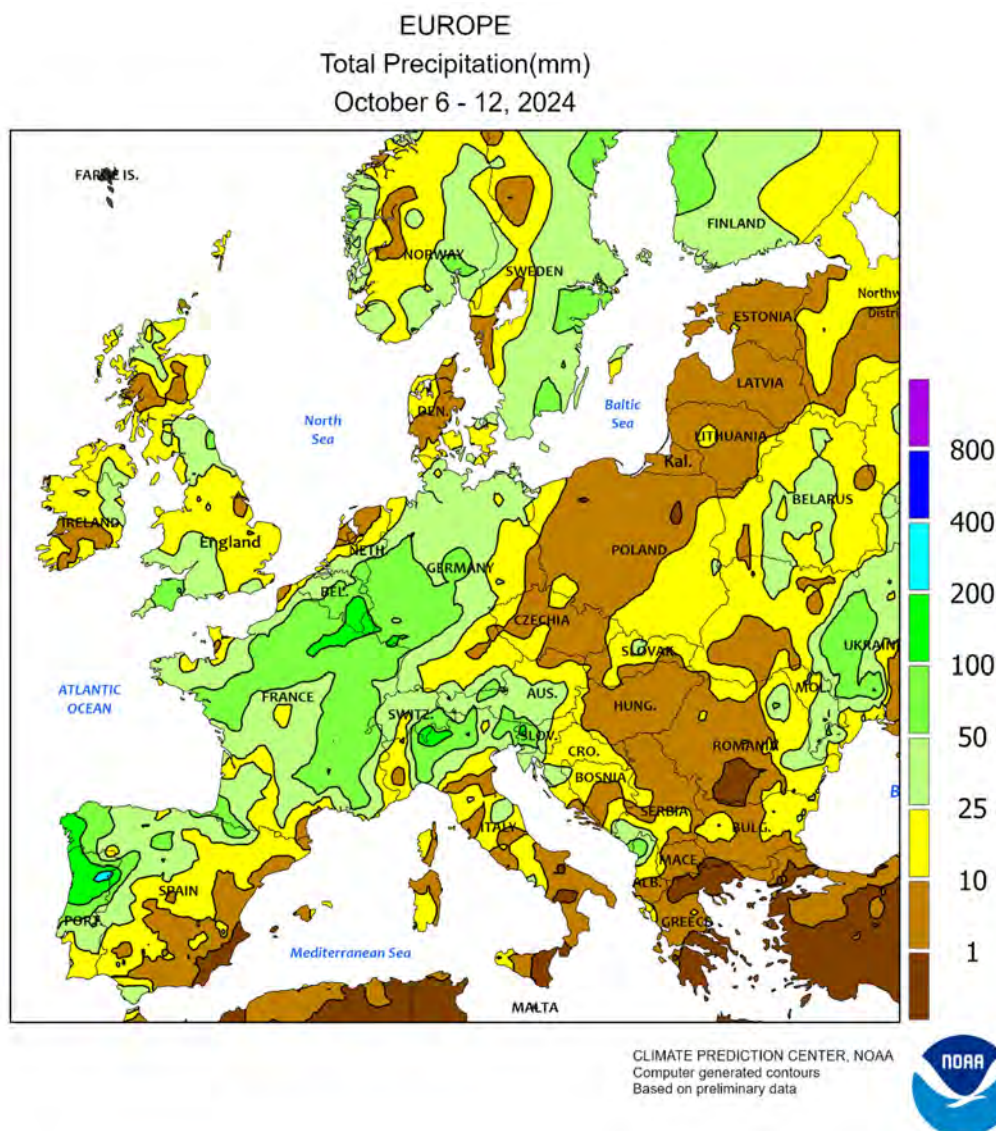 EUROPE
Total Precipitation(mm)
October 6 - 12, 2024
FAROE IS.
FINLAND
NORWAY
SWEDEN
Northw
Distri
ESTONIA
LATVIA
North
Sea
DEN.
Baltic
Sea
LITHUANIA
Kal.
800
IRELAND
England
BELARUS
400
NETH.
POLAND
GERMANY
BEL.
200
CZECHIA
UKRAIN
SLOVAK.
100
ATLANTIC
OCEAN
FRANCE
AUS.
MOL.
SWITZ.
HUNG.
SLOV.
ROMANIA
50
CRO.
BOSNIA
B
25
SERBIA
ITALY
BULG.
MACE.
SPAIN
ALB.
10
PORT.
GREECE
Mediterranean Sea
1
MALTA
CLIMATE PREDICTION CENTER, NOAA
Computer generated contours
Based on preliminary data
NOAA